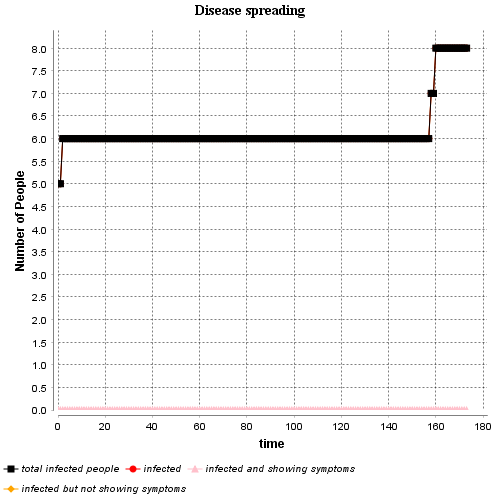 Disease spreading
Number of People
8.0
7.5
7.0
6.5
6.0
5.5
5.0
4.5
4.0
3.5
3.0
2.5
2.0
1.5
1.0
0.5
0.0
0 20 40 60 80 100 120 140 160 180
time
total infected people infected infected and showing symptoms
infected but not showing symptoms